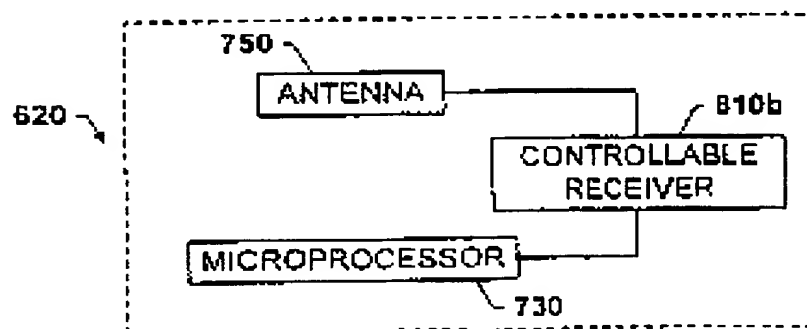 750
ANTENNA
620
810b
CONTROLLABLE
RECEIVER
MICROPROCESSOR
730